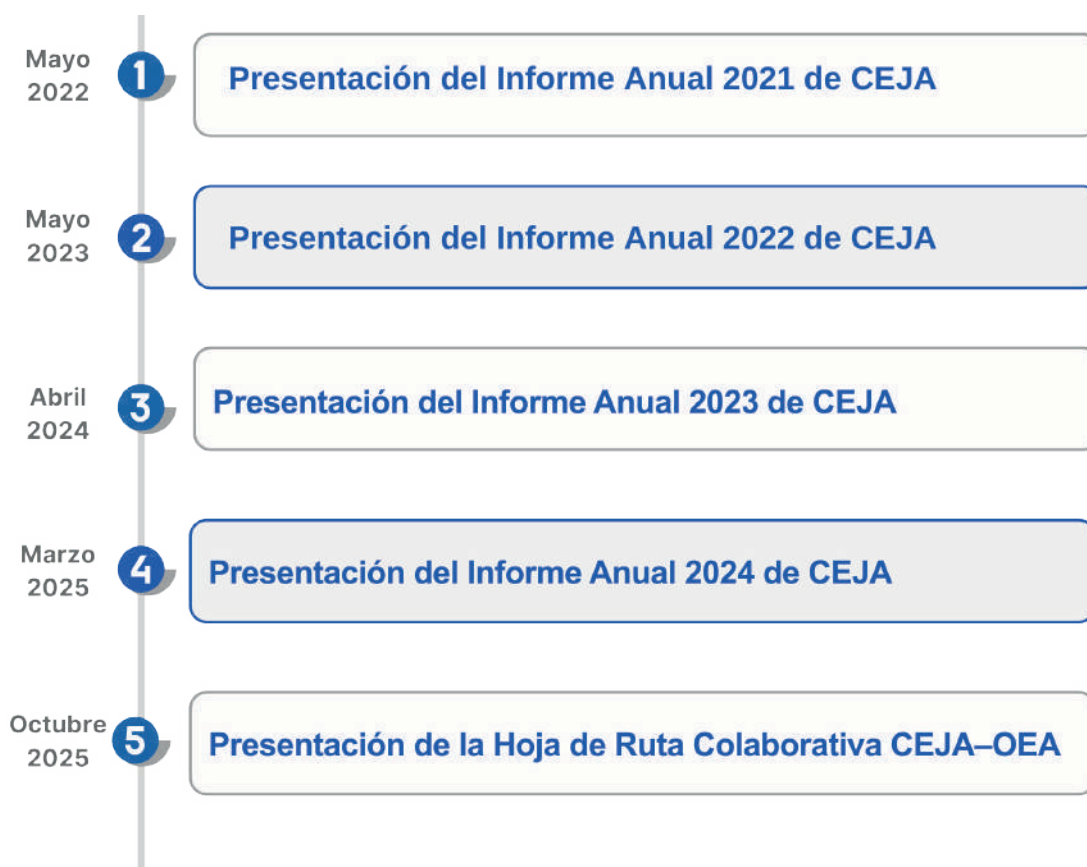 Mayo
2022
1
Presentación del Informe Anual 2021 de CEJA
Mayo
2023
2
Presentación del Informe Anual 2022 de CEJA
Abril
2024
3
Presentación del Informe Anual 2023 de CEJA
Marzo
2025
4
Presentación del Informe Anual 2024 de CEJA
Octubre
2025
5
Presentación de la Hoja de Ruta Colaborativa CEJA–OEA